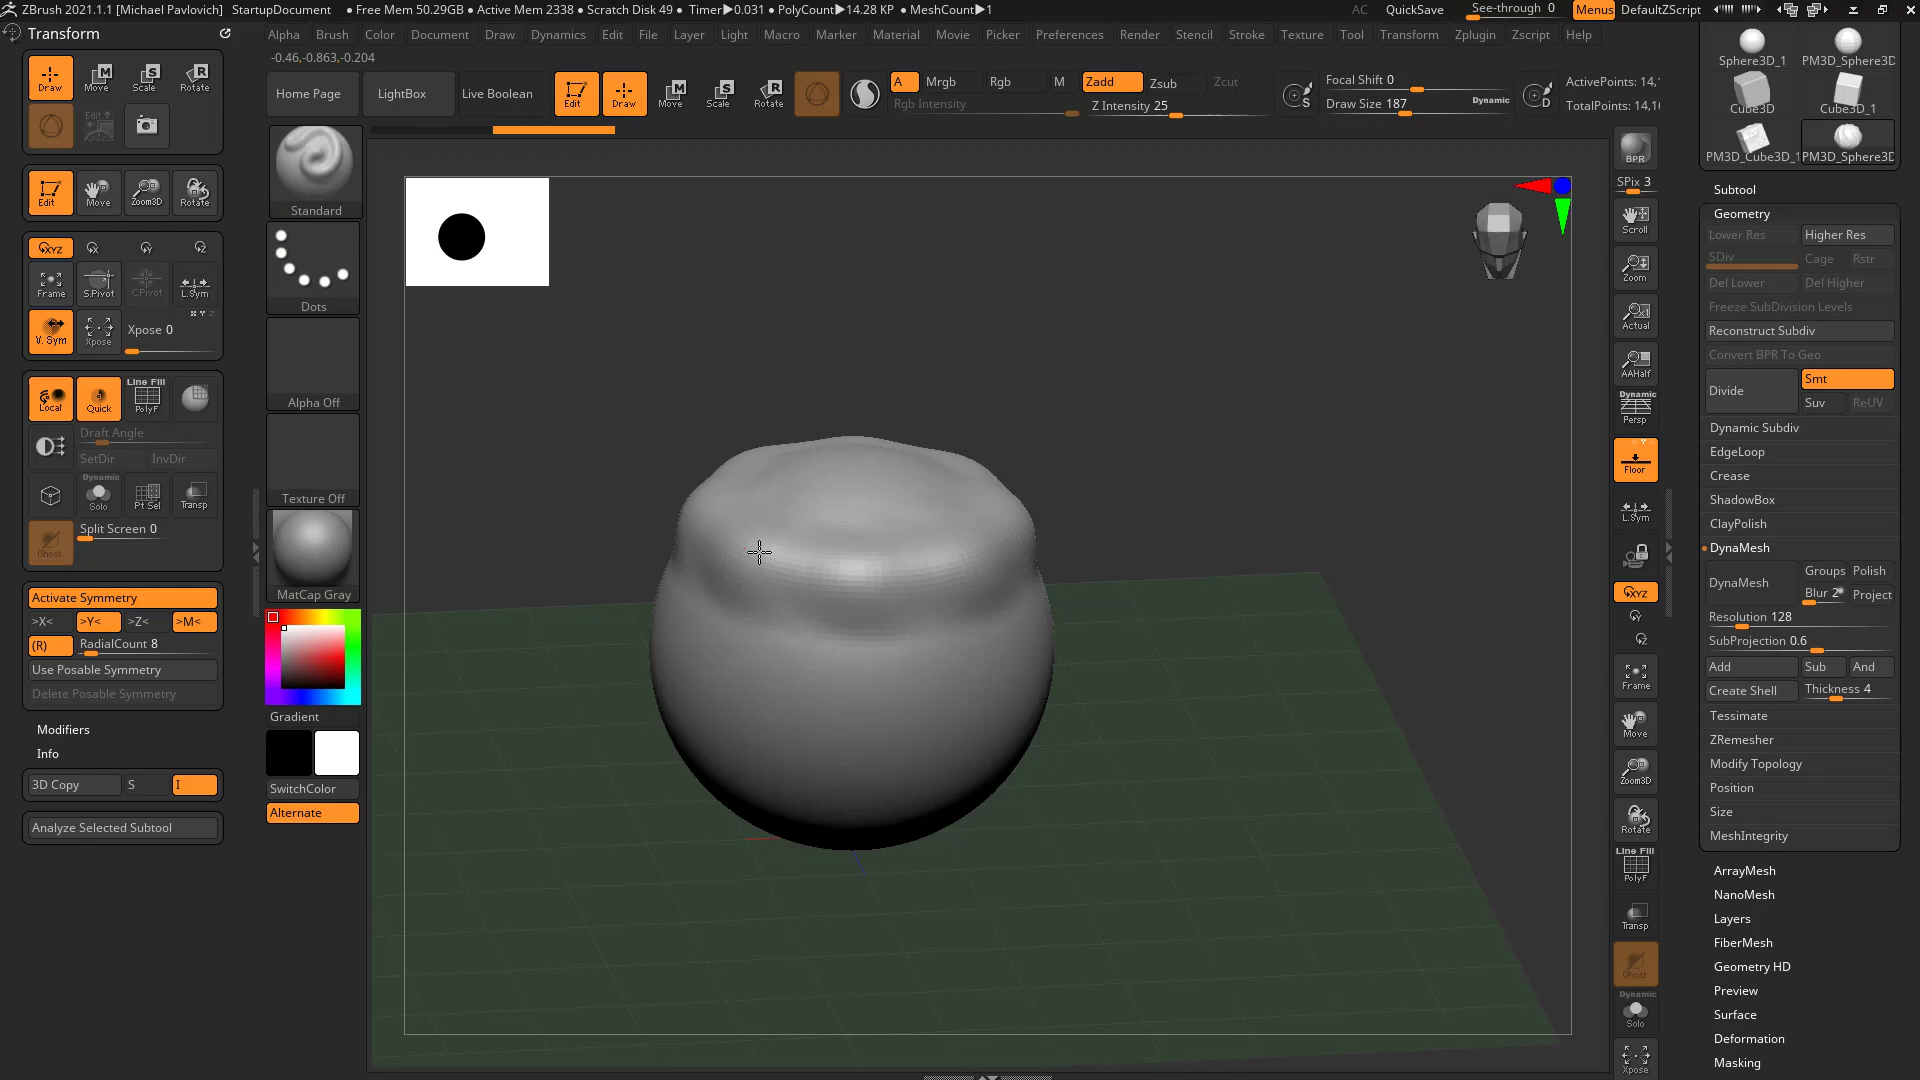 ZBrush 2021.1.1 [Michael Pavlovich] StartupDocument • Free Mem 50.29GB • Active Mem 2338 • Scratch Disk 49 • Timer▶0.031 • PolyCount▶14.28 KP • MeshCount▶1 AC QuickSave See-through 0 Menus DefaultZScript
Transform
Alpha Brush Color Document Draw Dynamics Edit File Layer Light Macro Marker Material Movie Picker Preferences Render Stencil Stroke Texture Tool Transform Zplugin Zscript Help
-0.46,-0.863,-0.204
Draw Move Scale Rotate
Edit
Home Page LightBox Live Boolean Edit Draw Move Scale Rotate
A Mrgb Rgb M Zadd Zsub Zcut
Rgb Intensity Z Intensity 25
S Focal Shift 0
Draw Size 187 Dynamic
D ActivePoints: 14,
TotalPoints: 14,1
Edit Move Zoom3D Rotate
XYZ X Y Z
Frame S.Pivot C.Pivot L.Sym
V. Sym Xpose Xpose 0
Local Quick Line Fill PolyF
Draft Angle
SetDir InvDir
Dynamic Solo Pt Sel Transp
Ghost Split Screen 0
Activate Symmetry
>X< >Y< >Z< >M<
(R) RadialCount 8
Use Posable Symmetry
Delete Posable Symmetry
Modifiers
Info
3D Copy S I
Analyze Selected Subtool
Standard
Dots
Alpha Off
Texture Off
MatCap Gray
Gradient
SwitchColor
Alternate
BPR
SPix 3
Scroll
Zoom
Actual
AAHalf
Dynamic
Persp
Floor
L.Sym
XYZ
Y
Z
Frame
Move
Zoom3D
Rotate
Line Fill
PolyF
Transp
Ghost
Dynamic
Solo
Xpose
Sphere3D_1 PM3D_Sphere3D
Cube3D Cube3D_1
PM3D_Cube3D_1 PM3D_Sphere3D
Subtool
Geometry
Lower Res Higher Res
SDiv Cage Rstr
Del Lower Del Higher
Freeze SubDivision Levels
Reconstruct Subdiv
Convert BPR To Geo
Divide Smt
Suv ReUV
Dynamic Subdiv
EdgeLoop
Crease
ShadowBox
ClayPolish
DynaMesh
DynaMesh Groups Polish
Blur 2 Project
Resolution 128
SubProjection 0.6
Add Sub And
Create Shell Thickness 4
Tessimate
ZRemesher
Modify Topology
Position
Size
MeshIntegrity
ArrayMesh
NanoMesh
Layers
FiberMesh
Geometry HD
Preview
Surface
Deformation
Masking